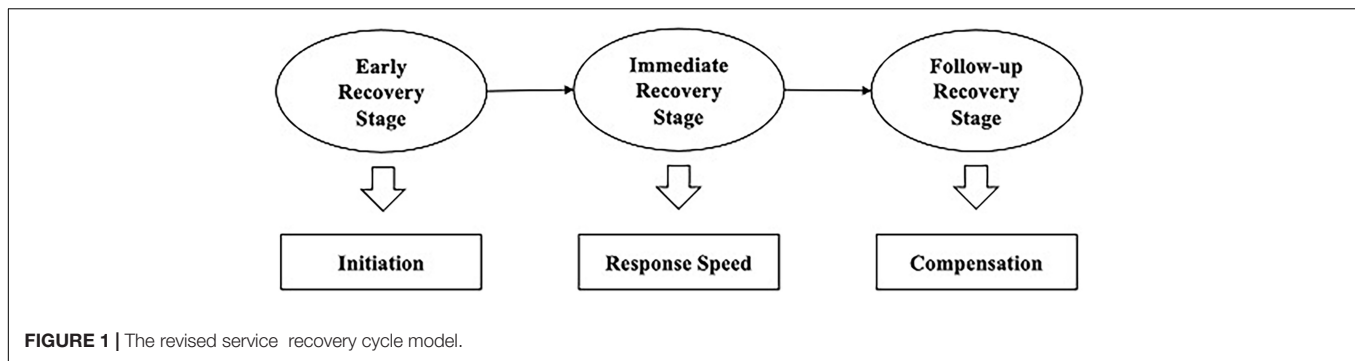 Early
Recovery
Stage
Immediate
Recovery
Stage
Follow-up
Recovery
Stage
Initiation
Response Speed
Compensation
FIGURE 1 | The revised service recovery cycle model.